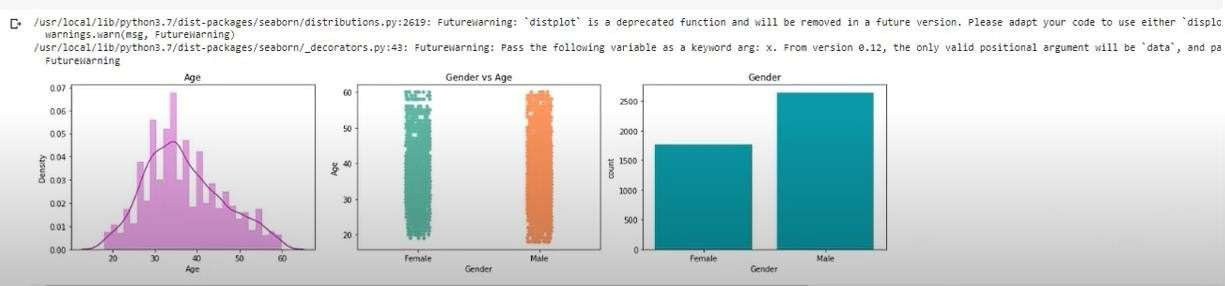 /usr/local/lib/python3.7/dist-packages/seaborn/distributions.py:2619: FutureWarning: `distplot` is a deprecated function and will be removed in a future version. Please adapt your code to use either `displo
warnings.warn(msg, FutureWarning)
/usr/local/lib/python3.7/dist-packages/seaborn/_decorators.py:43: FutureWarning: Pass the following variable as a keyword arg: x. From version 0.12, the only valid positional argument will be `data`, and pa
FutureWarning
Age
0.07
0.06
0.05
0.04
0.03
0.02
0.01
0.00
Density
20 30 40 50 60
Age
Gender vs Age
60
50
40
30
20
Age
Female Male
Gender
Gender
2500
2000
1500
1000
500
0
count
Female Male
Gender